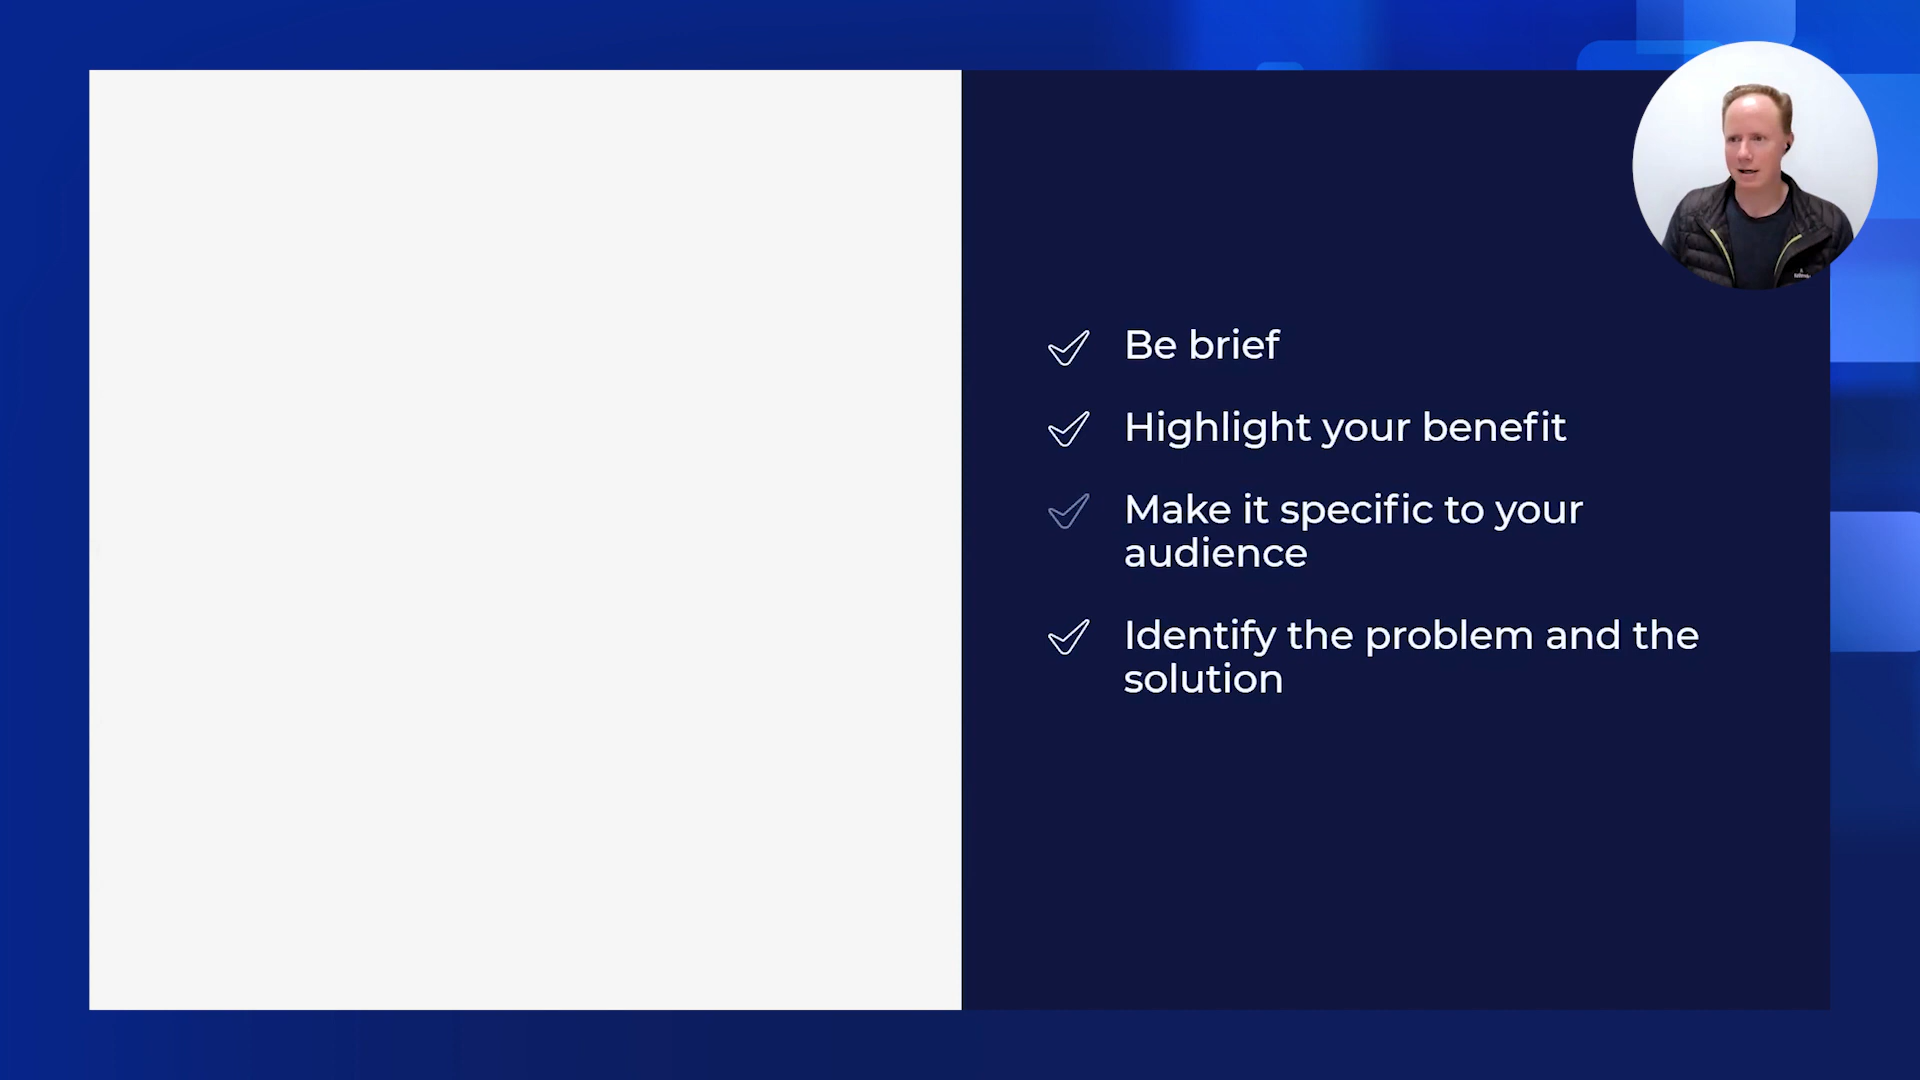 Be brief
Highlight your benefit
Make it specific to your
audience
Identify the problem and the
solution